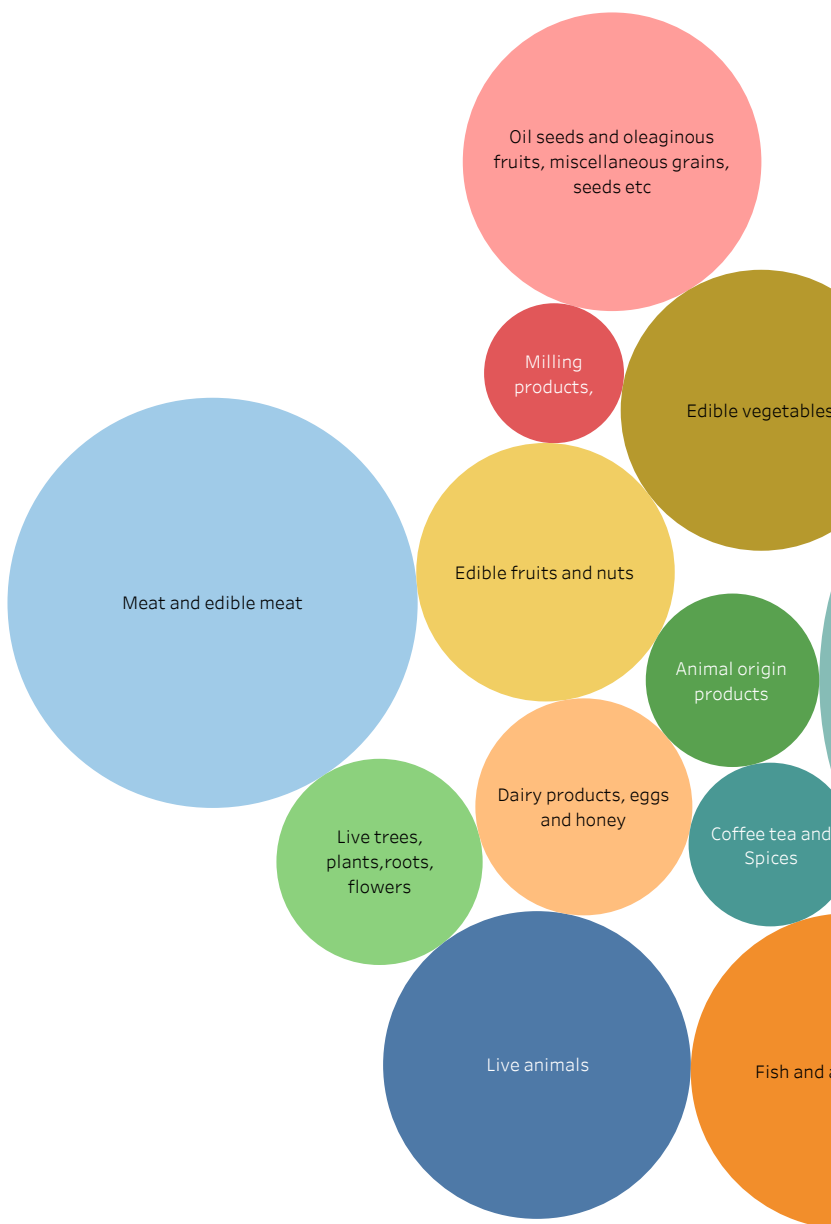 Oil seeds and oleaginous
fruits, miscellaneous grains,
seeds etc
Milling
products,
Edible vegetables
Edible fruits and nuts
Meat and edible meat
Animal origin
products
Dairy products, eggs
and honey
Coffee tea and
Spices
Live trees,
plants,roots,
flowers
Live animals
Fish and